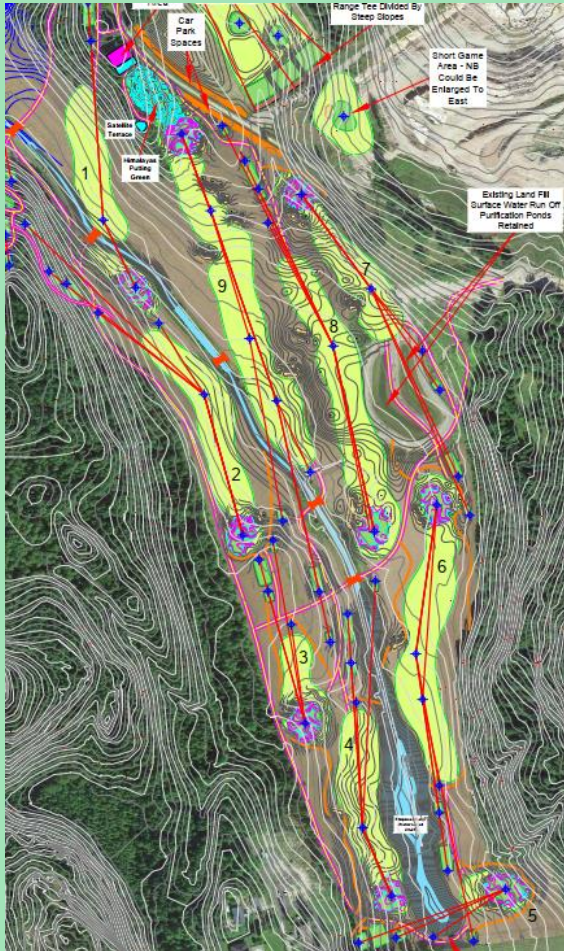 Area
Car
Park
Spaces
Range Tee Divided By
Steep Slopes
Short Game
Area - NB
Could Be
Enlarged To
East
Satellite
Terrace
Himalayas
Putting
Green
Existing Land Fill
Surface Water Run Off
Purification Ponds
Retained
1
7
9
8
2
6
3
4
5